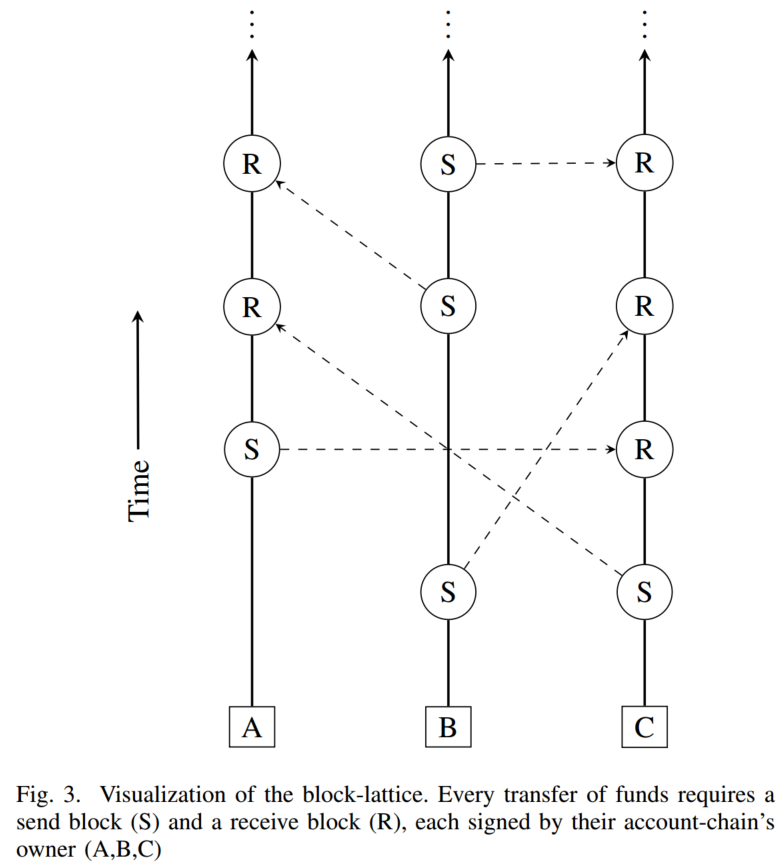 ⋮ ⋮ ⋮
R S R
R S R
S R
Time
S S
A B C
Fig. 3. Visualization of the block-lattice. Every transfer of funds requires a
send block (S) and a receive block (R), each signed by their account-chain's
owner (A,B,C)